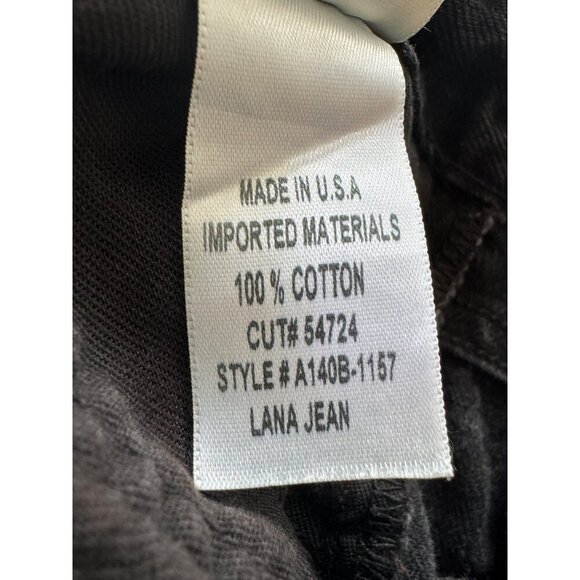 MADE IN U.S.A
IMPORTED MATERIALS
100 % COTTON
CUT# 54724
STYLE # A140B-1157
LANA JEAN